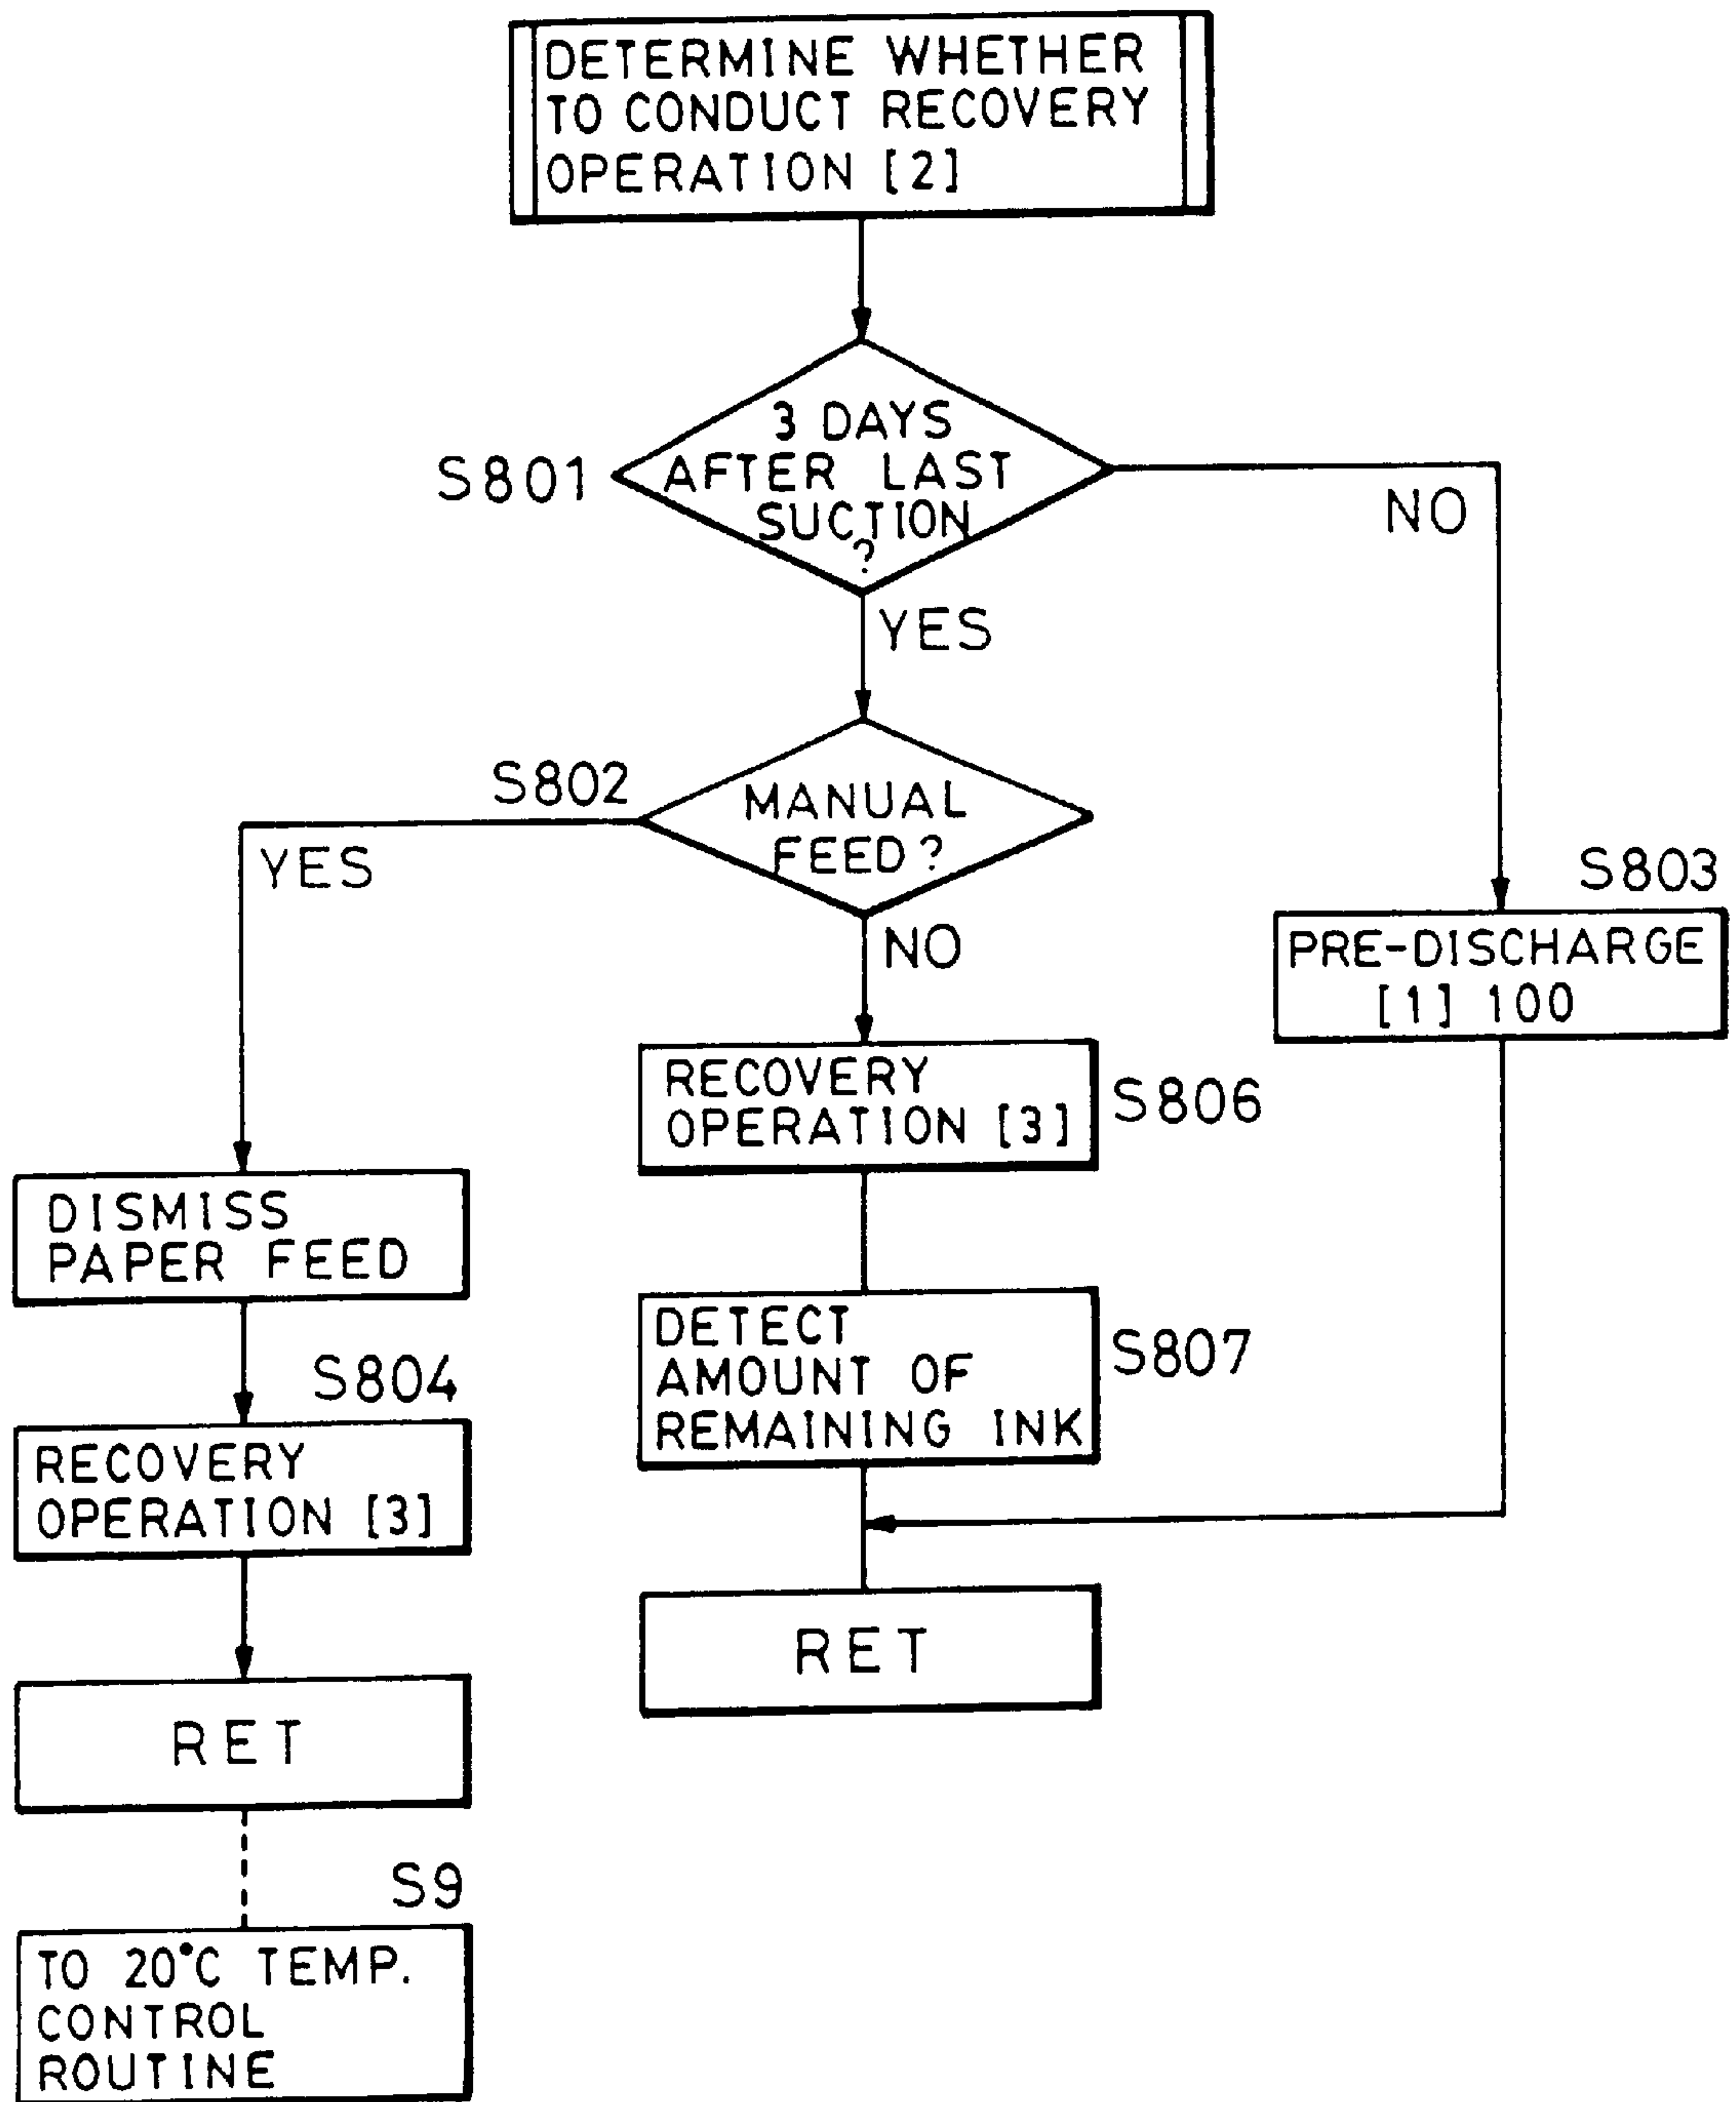 DETERMINE WHETHER
TO CONDUCT RECOVERY
OPERATION [2]
S801
3 DAYS
AFTER LAST
SUCTION
?
NO
YES
S802
MANUAL
FEED?
YES
NO
S803
PRE-DISCHARGE
[1] 100
RECOVERY
OPERATION [3]
S806
DISMISS
PAPER FEED
DETECT
AMOUNT OF
REMAINING INK
S807
S804
RECOVERY
OPERATION [3]
RET
RET
S9
TO 20°C TEMP.
CONTROL
ROUTINE